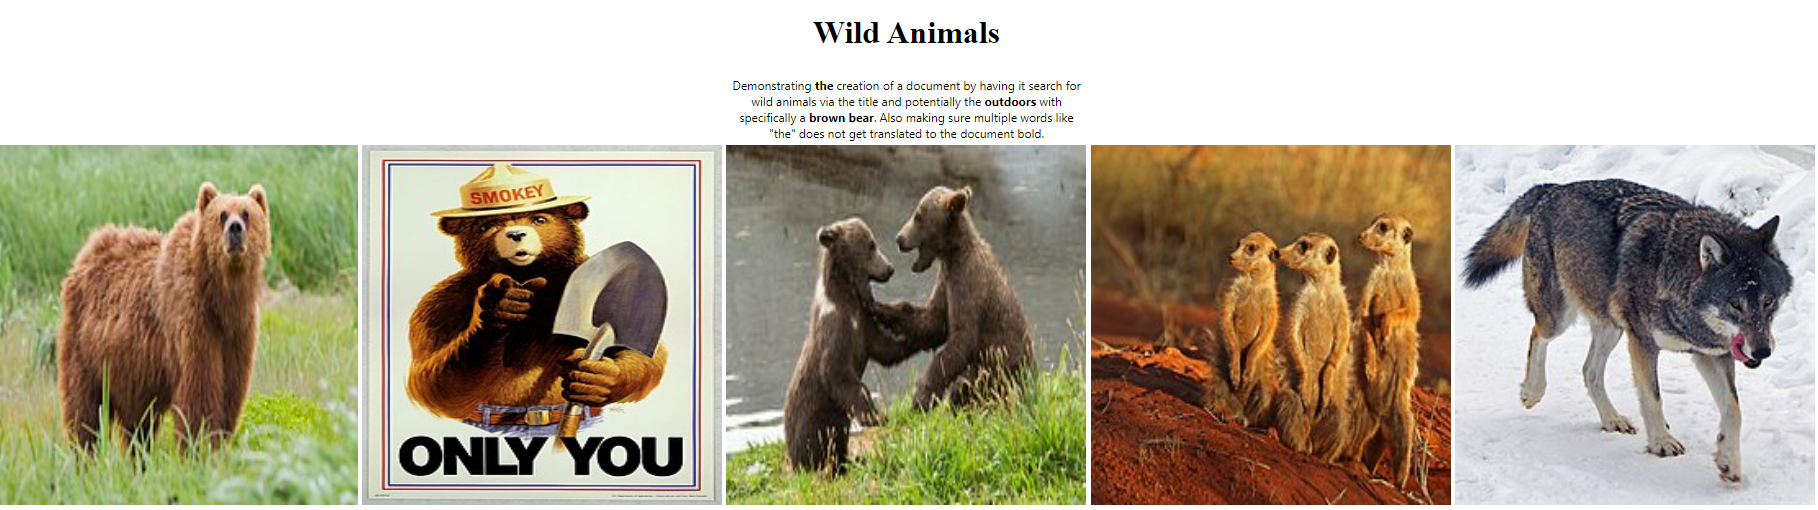 Wild Animals
Demonstrating the creation of a document by having it search for
wild animals via the title and potentially the outdoors with
specifically a brown bear. Also making sure multiple words like
"the" does not get translated to the document bold.
SMOKEY
ONLY YOU